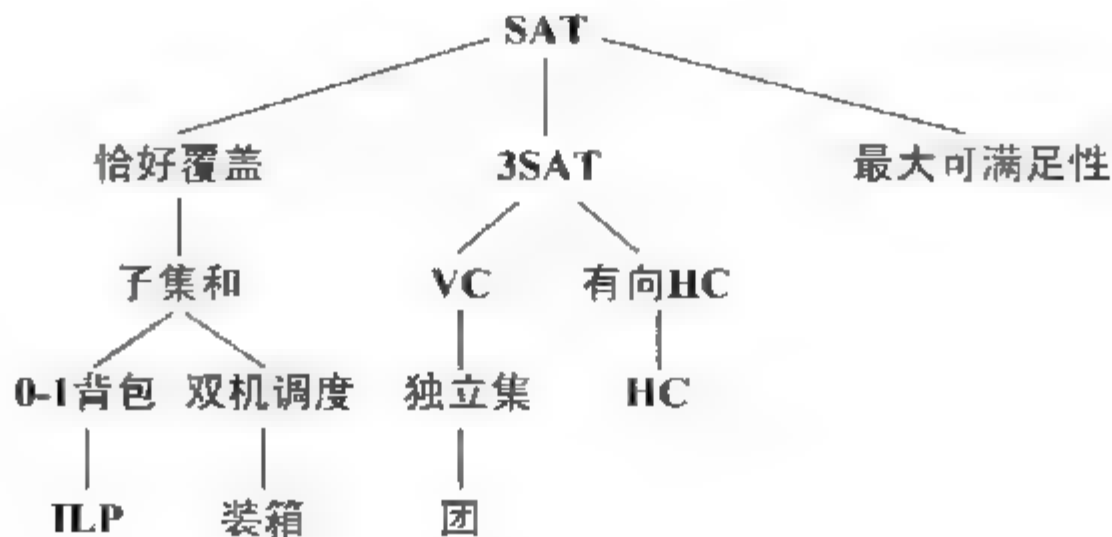 SAT
恰好覆盖 3SAT 最大可满足性
子集和 VC 有向HC
0-1背包 双机调度 独立集 HC
ILP 装箱 团